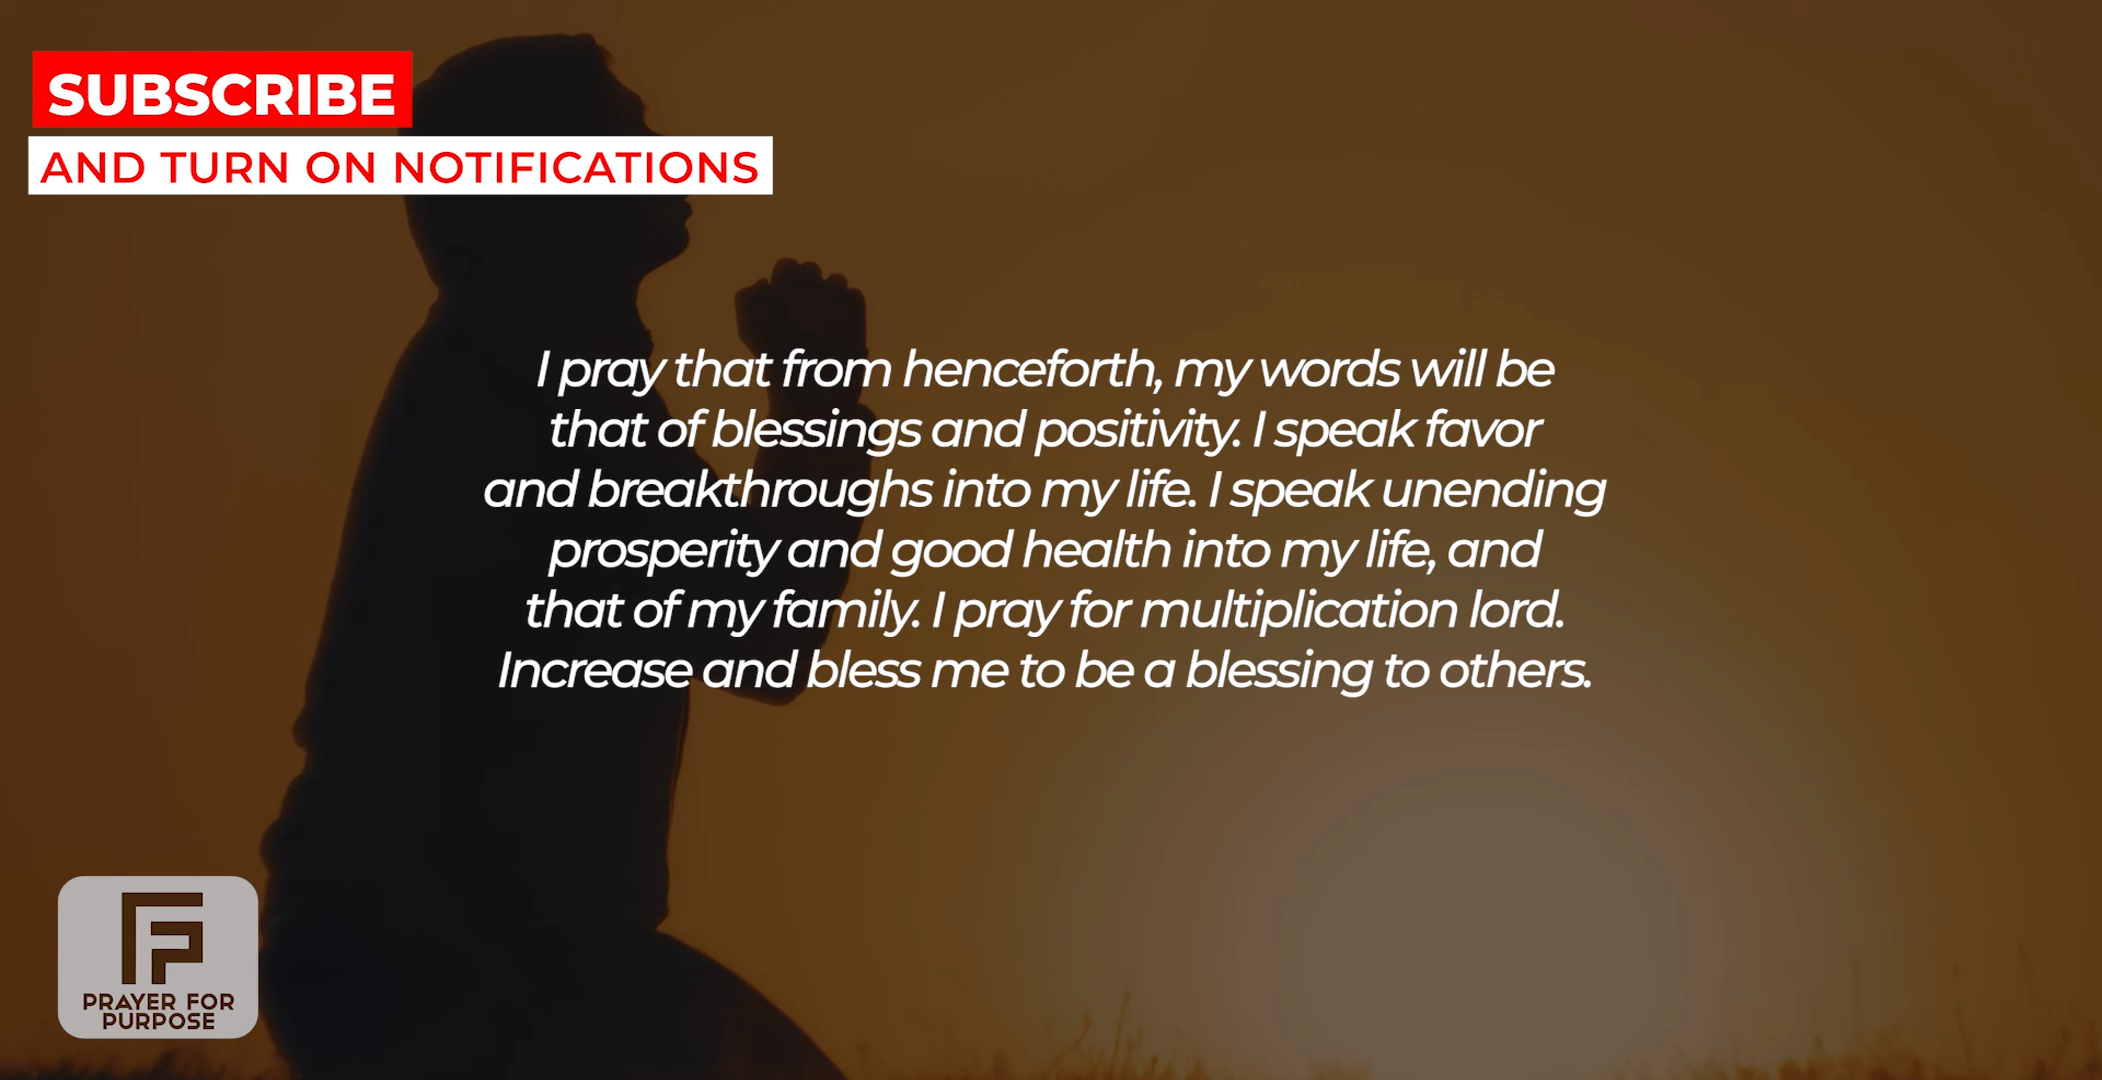 SUBSCRIBE
AND TURN ON NOTIFICATIONS
I pray that from henceforth, my words will be
that of blessings and positivity. I speak favor
and breakthroughs into my life. I speak unending
prosperity and good health into my life, and
that of my family. I pray for multiplication lord.
Increase and bless me to be a blessing to others.
PRAYER FOR
PURPOSE